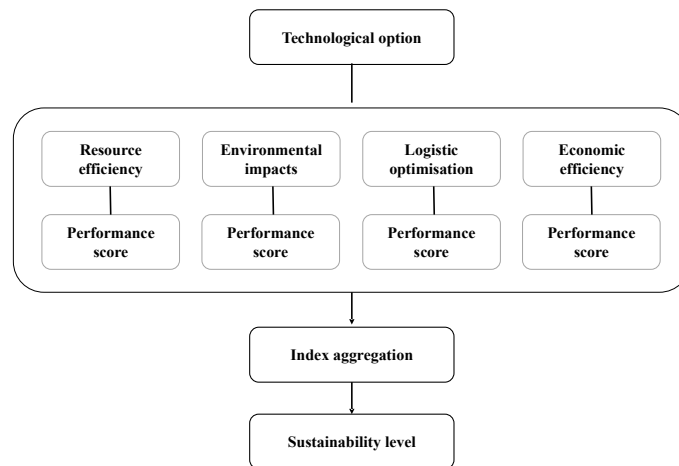 Technological option
Resource
efficiency
Environmental
impacts
Logistic
optimisation
Economic
efficiency
Performance
score
Performance
score
Performance
score
Performance
score
Index aggregation
Sustainability level